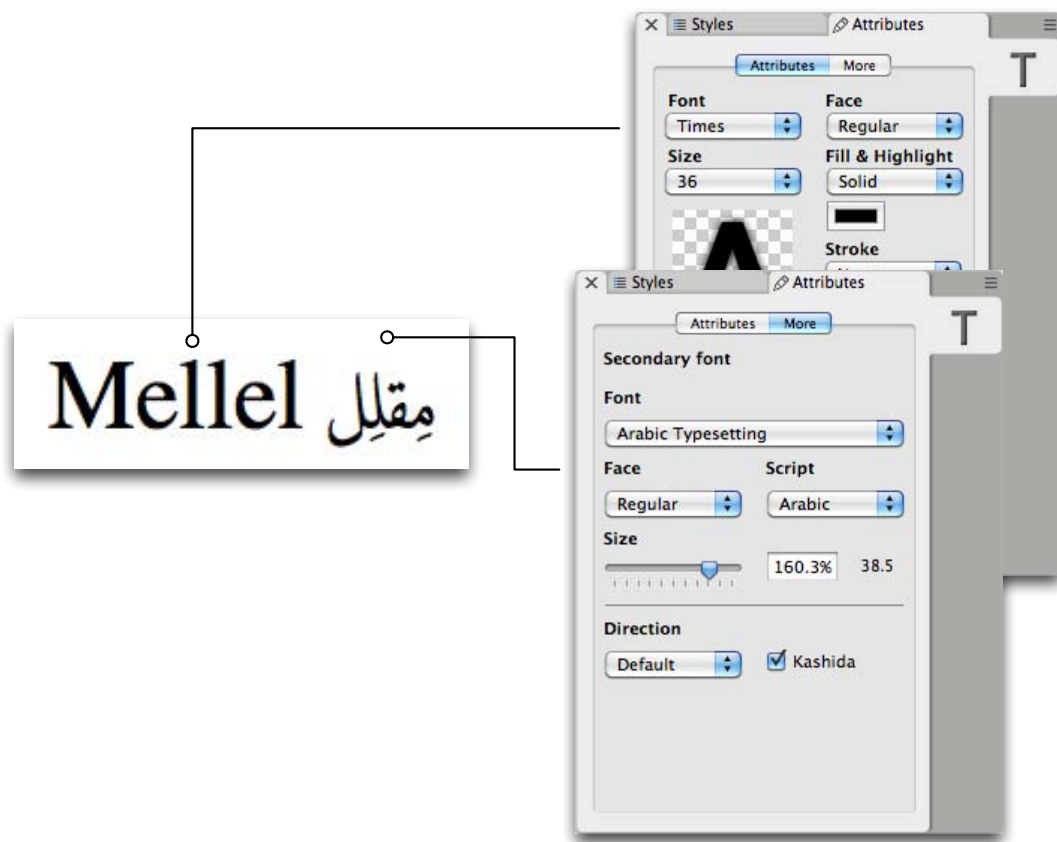 Styles Attributes
Attributes More
Font Face
Times Regular
Size Fill & Highlight
36 Solid
A
Stroke
T
Mellel مِقلِل
Styles Attributes
Attributes More
T
Secondary font
Font
Arabic Typesetting
Face Script
Regular Arabic
Size
160.3% 38.5
Direction
Default Kashida